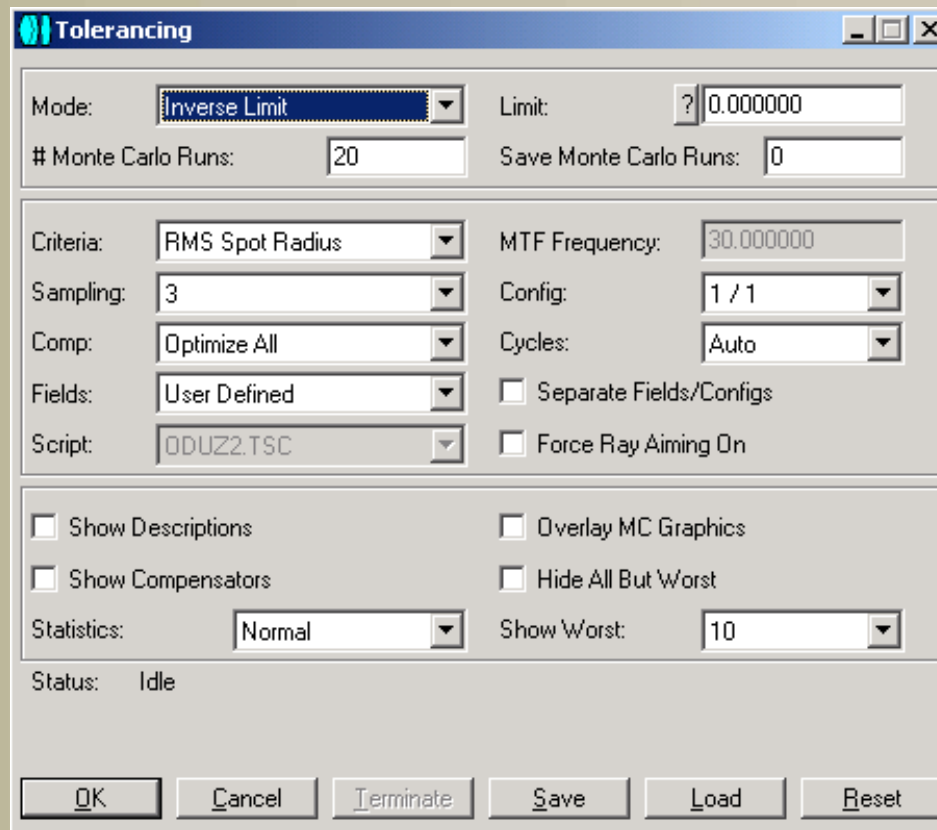 Tolerancing
Mode: Inverse Limit Limit: ? 0.000000
# Monte Carlo Runs: 20 Save Monte Carlo Runs: 0
Criteria: RMS Spot Radius MTF Frequency: 30.000000
Sampling: 3 Config: 1 / 1
Comp: Optimize All Cycles: Auto
Fields: User Defined Separate Fields/Configs
Script: ODUZ2.TSC Force Ray Aiming On
Show Descriptions Overlay MC Graphics
Show Compensators Hide All But Worst
Statistics: Normal Show Worst: 10
Status: Idle
OK Cancel Terminate Save Load Reset